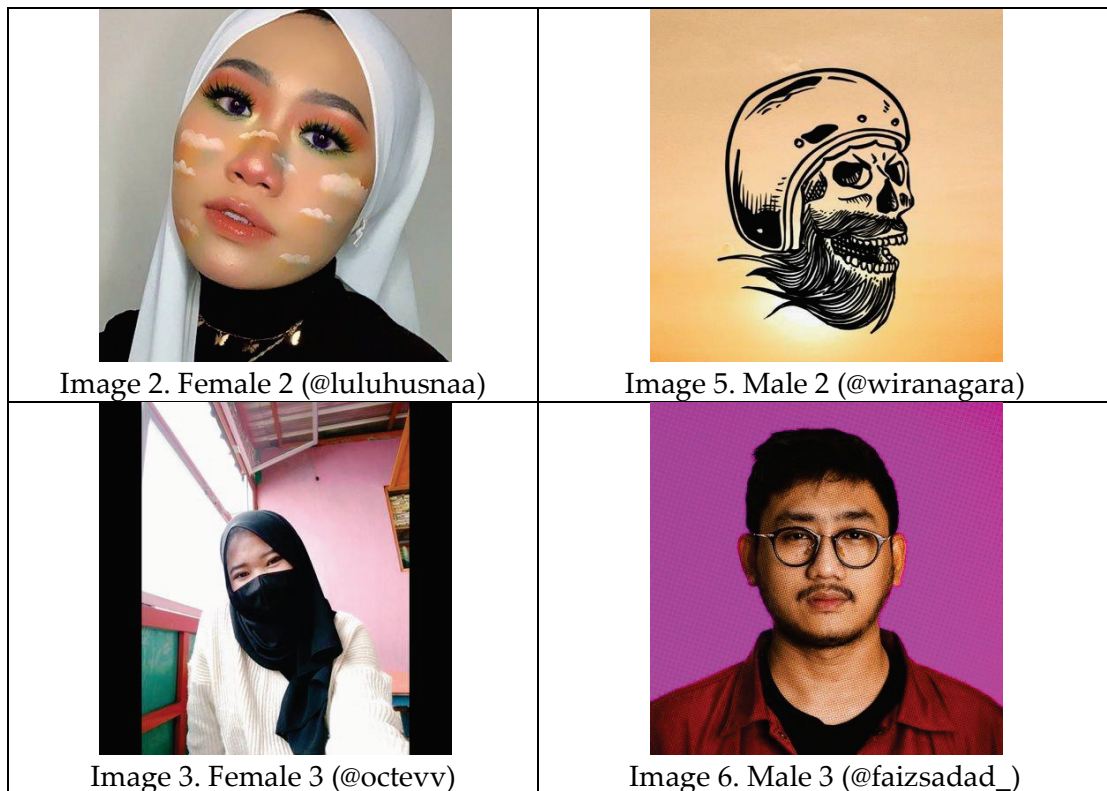 Image 2. Female 2 (@luluhusnaa)
Image 5. Male 2 (@wiranagara)
Image 3. Female 3 (@octevv)
Image 6. Male 3 (@faizsadad_)